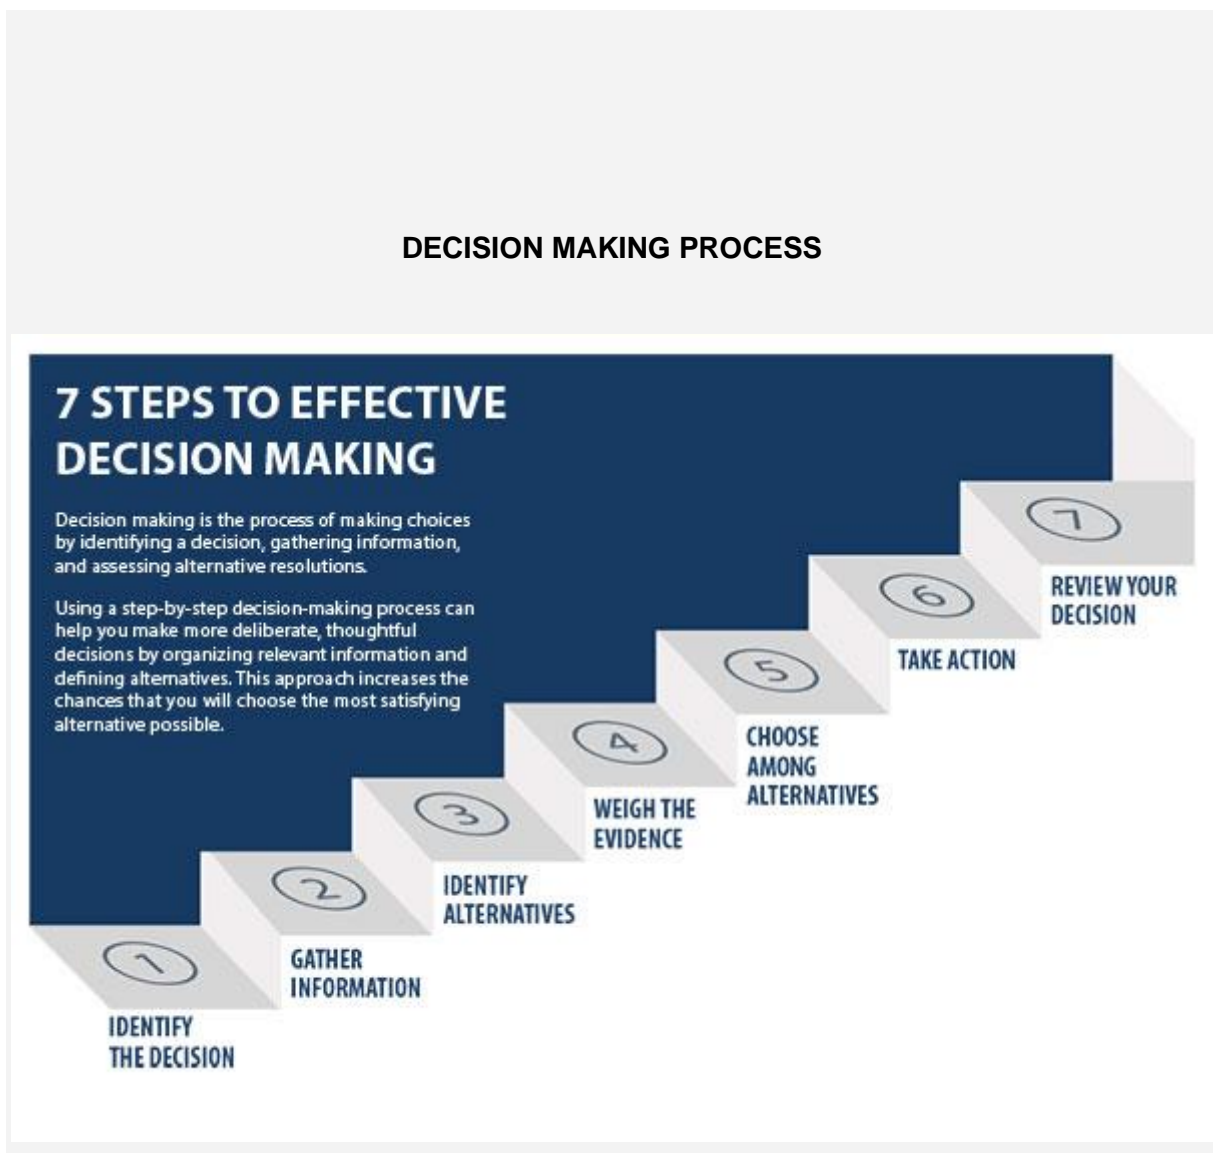 DECISION MAKING PROCESS
7 STEPS TO EFFECTIVE
DECISION MAKING
Decision making is the process of making choices
by identifying a decision, gathering information,
and assessing alternative resolutions.
Using a step-by-step decision-making process can
help you make more deliberate, thoughtful
decisions by organizing relevant information and
defining alternatives. This approach increases the
chances that you will choose the most satisfying
alternative possible.
1
IDENTIFY
THE DECISION
2
GATHER
INFORMATION
3
IDENTIFY
ALTERNATIVES
4
WEIGH THE
EVIDENCE
5
CHOOSE
AMONG
ALTERNATIVES
6
TAKE ACTION
7
REVIEW YOUR
DECISION